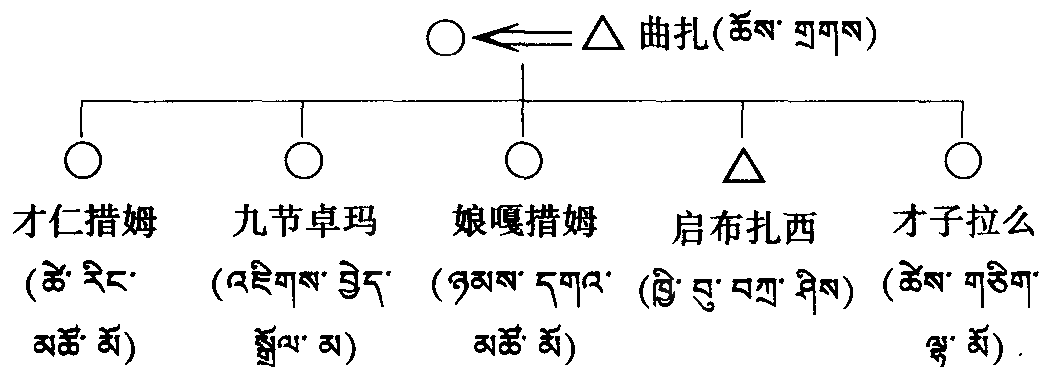 曲扎(ཆོས་ གྲགས)
才仁措姆 九节卓玛 娘嘎措姆 启布扎西 才子拉么
(ཚེ་ རིང་ (འཇིགས་ བྱེད་ (ཉམས་ དགའ་ (ཁྱི་ བུ་ བཀྲ་ ཤིས) (ཚེས་ གཅིག་
མཚོ་ མོ) སྒྲོལ་ མ) མཚོ་ མོ) ལྷ་ མོ)